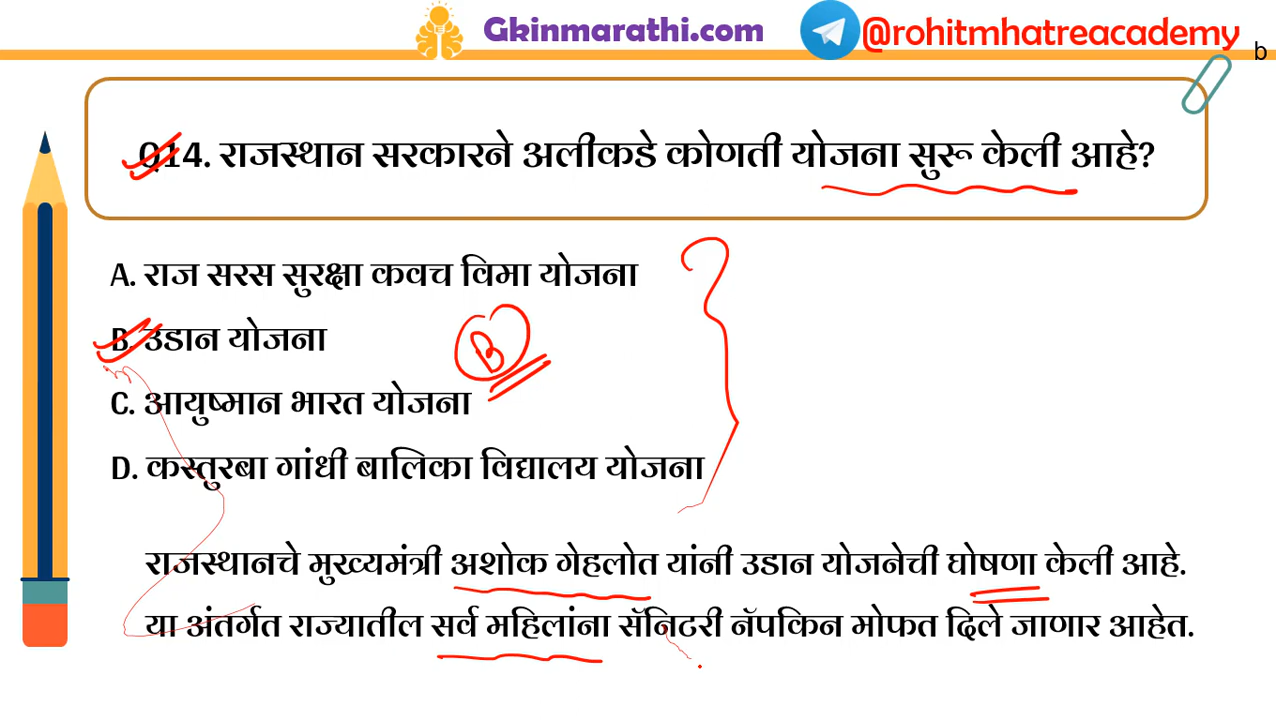 Gkinmarathi.com
@rohitmhatreacademy
b
Q14. राजस्थान सरकारने अलीकडे कोणती योजना सुरू केली आहे?
A. राज सरस सुरक्षा कवच विमा योजना
B. उडान योजना
B
C. आयुष्मान भारत योजना
D. कस्तुरबा गांधी बालिका विद्यालय योजना
राजस्थानचे मुख्यमंत्री अशोक गेहलोत यांनी उडान योजनेची घोषणा केली आहे.
या अंतर्गत राज्यातील सर्व महिलांना सॅनिटरी नॅपकिन मोफत दिले जाणार आहेत.